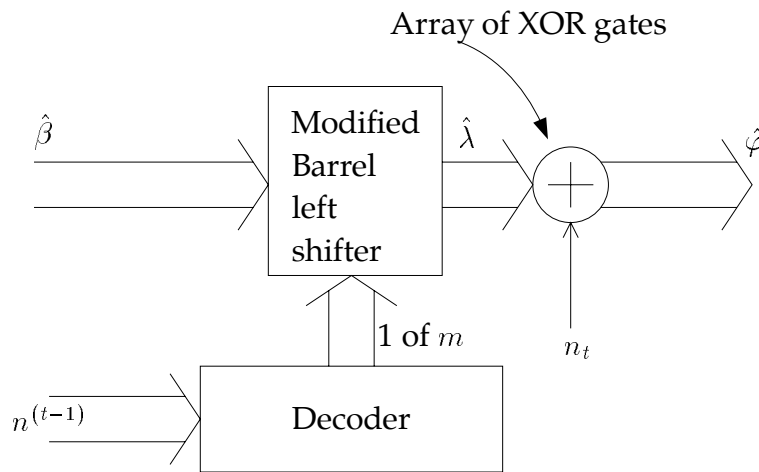 Array of XOR gates
β̂
Modified
Barrel
left
shifter
λ̂
φ̂
1 of m
n_t
n^(t−1)
Decoder